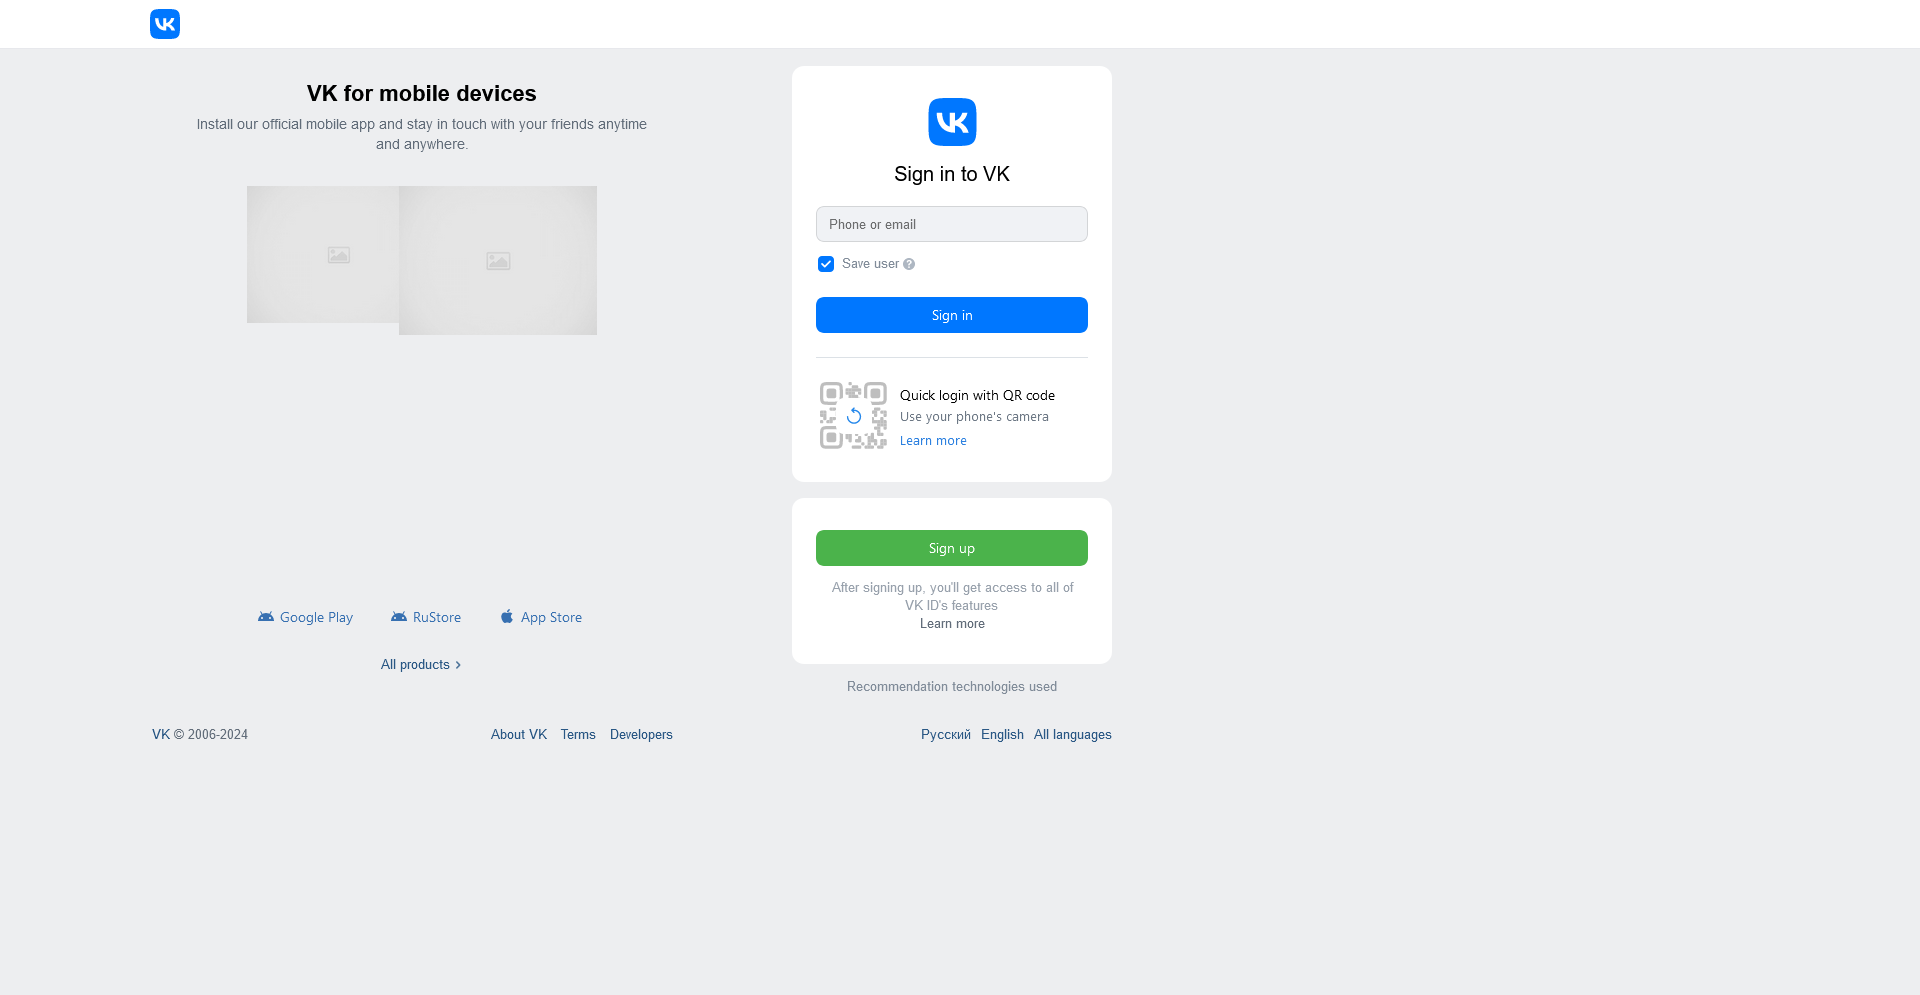 VK for mobile devices
Install our official mobile app and stay in touch with your friends anytime
and anywhere.
Google Play
RuStore
App Store
All products
Sign in to VK
Phone or email
Save user
Sign in
Quick login with QR code
Use your phone's camera
Learn more
Sign up
After signing up, you'll get access to all of
VK ID's features
Learn more
Recommendation technologies used
VK © 2006-2024
About VK Terms Developers
Русский English All languages